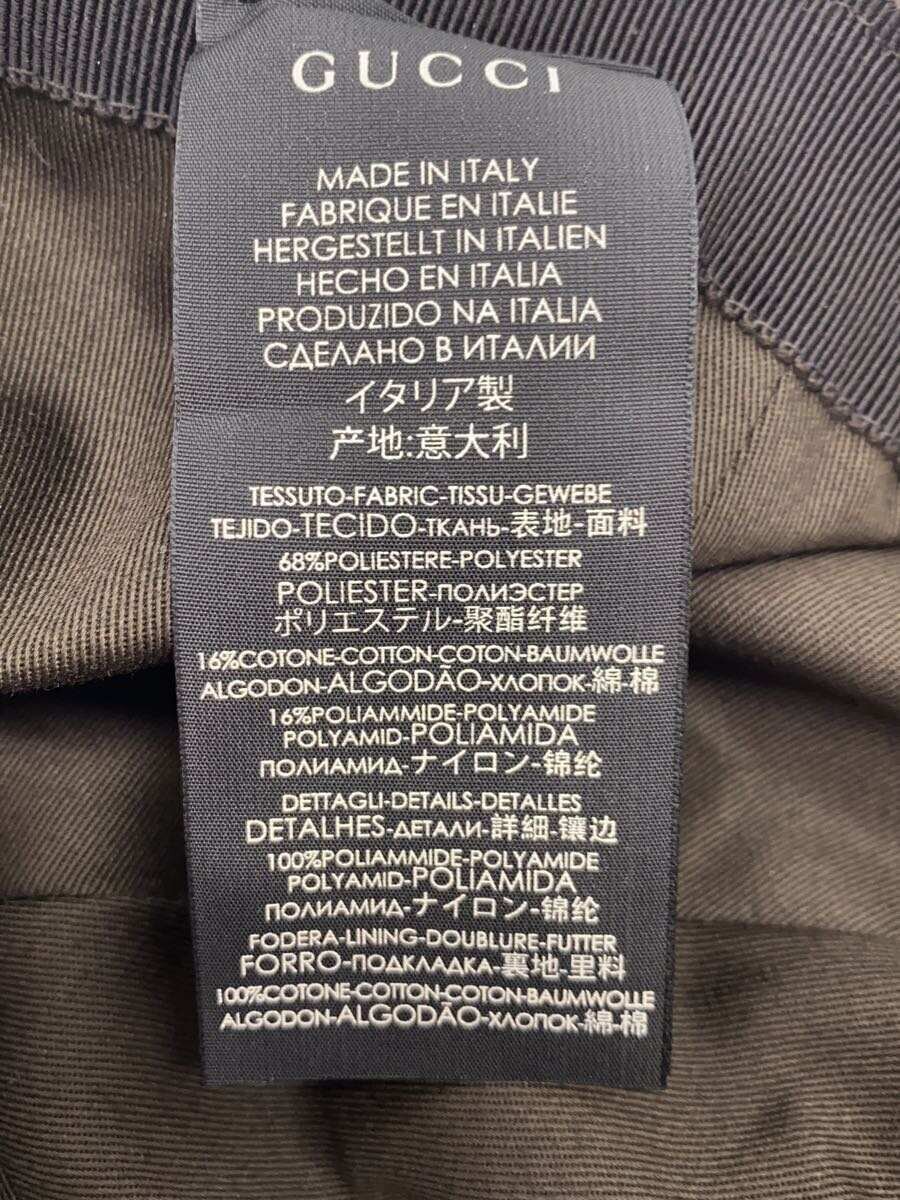 GUCCI
MADE IN ITALY
FABRIQUE EN ITALIE
HERGESTELLT IN ITALIEN
HECHO EN ITALIA
PRODUZIDO NA ITALIA
СДЕЛАНО В ИТАЛИИ
イタリア製
产地:意大利
TESSUTO-FABRIC-TISSU-GEWEBE
TEJIDO-TECIDO-ТКАНЬ-表地-面料
68%POLIESTERE-POLYESTER
POLIESTER-ПОЛИЭСТЕР
ポリエステル-聚酯纤维
16%COTONE-COTTON-COTON-BAUMWOLLE
ALGODON-ALGODÃO-ХЛОПОК-綿-棉
16%POLIAMMIDE-POLYAMIDE
POLYAMID-POLIAMIDA
ПОЛИАМИД-ナイロン-锦纶
DETTAGLI-DETAILS-DETALLES
DETALHES-ДЕТАЛИ-詳細-镶边
100%POLIAMMIDE-POLYAMIDE
POLYAMID-POLIAMIDA
ПОЛИАМИД-ナイロン-锦纶
FODERA-LINING-DOUBLURE-FUTTER
FORRO-ПОДКЛАДКА-裏地-里料
100%COTONE-COTTON-COTON-BAUMWOLLE
ALGODON-ALGODÃO-ХЛОПОК-綿-棉